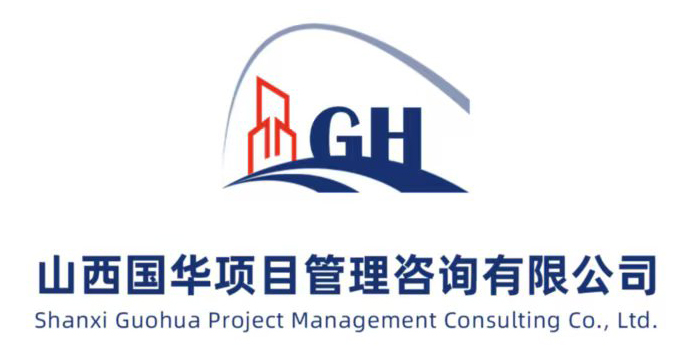 GH
山西国华项目管理咨询有限公司
Shanxi Guohua Project Management Consulting Co., Ltd.